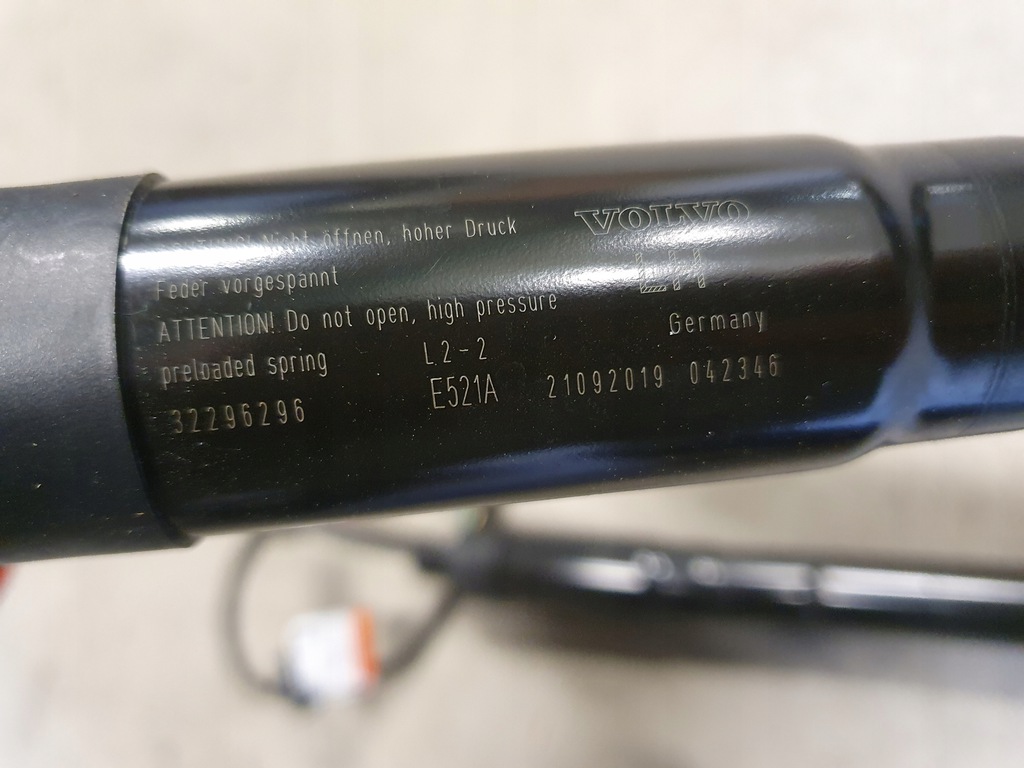 Nicht öffnen, hoher Druck
Feder vorgespannt
ATTENTION! Do not open, high pressure
preloaded spring
32296296
L.2-2
E521A
VOLVO
LH
Germany
21092019 042346